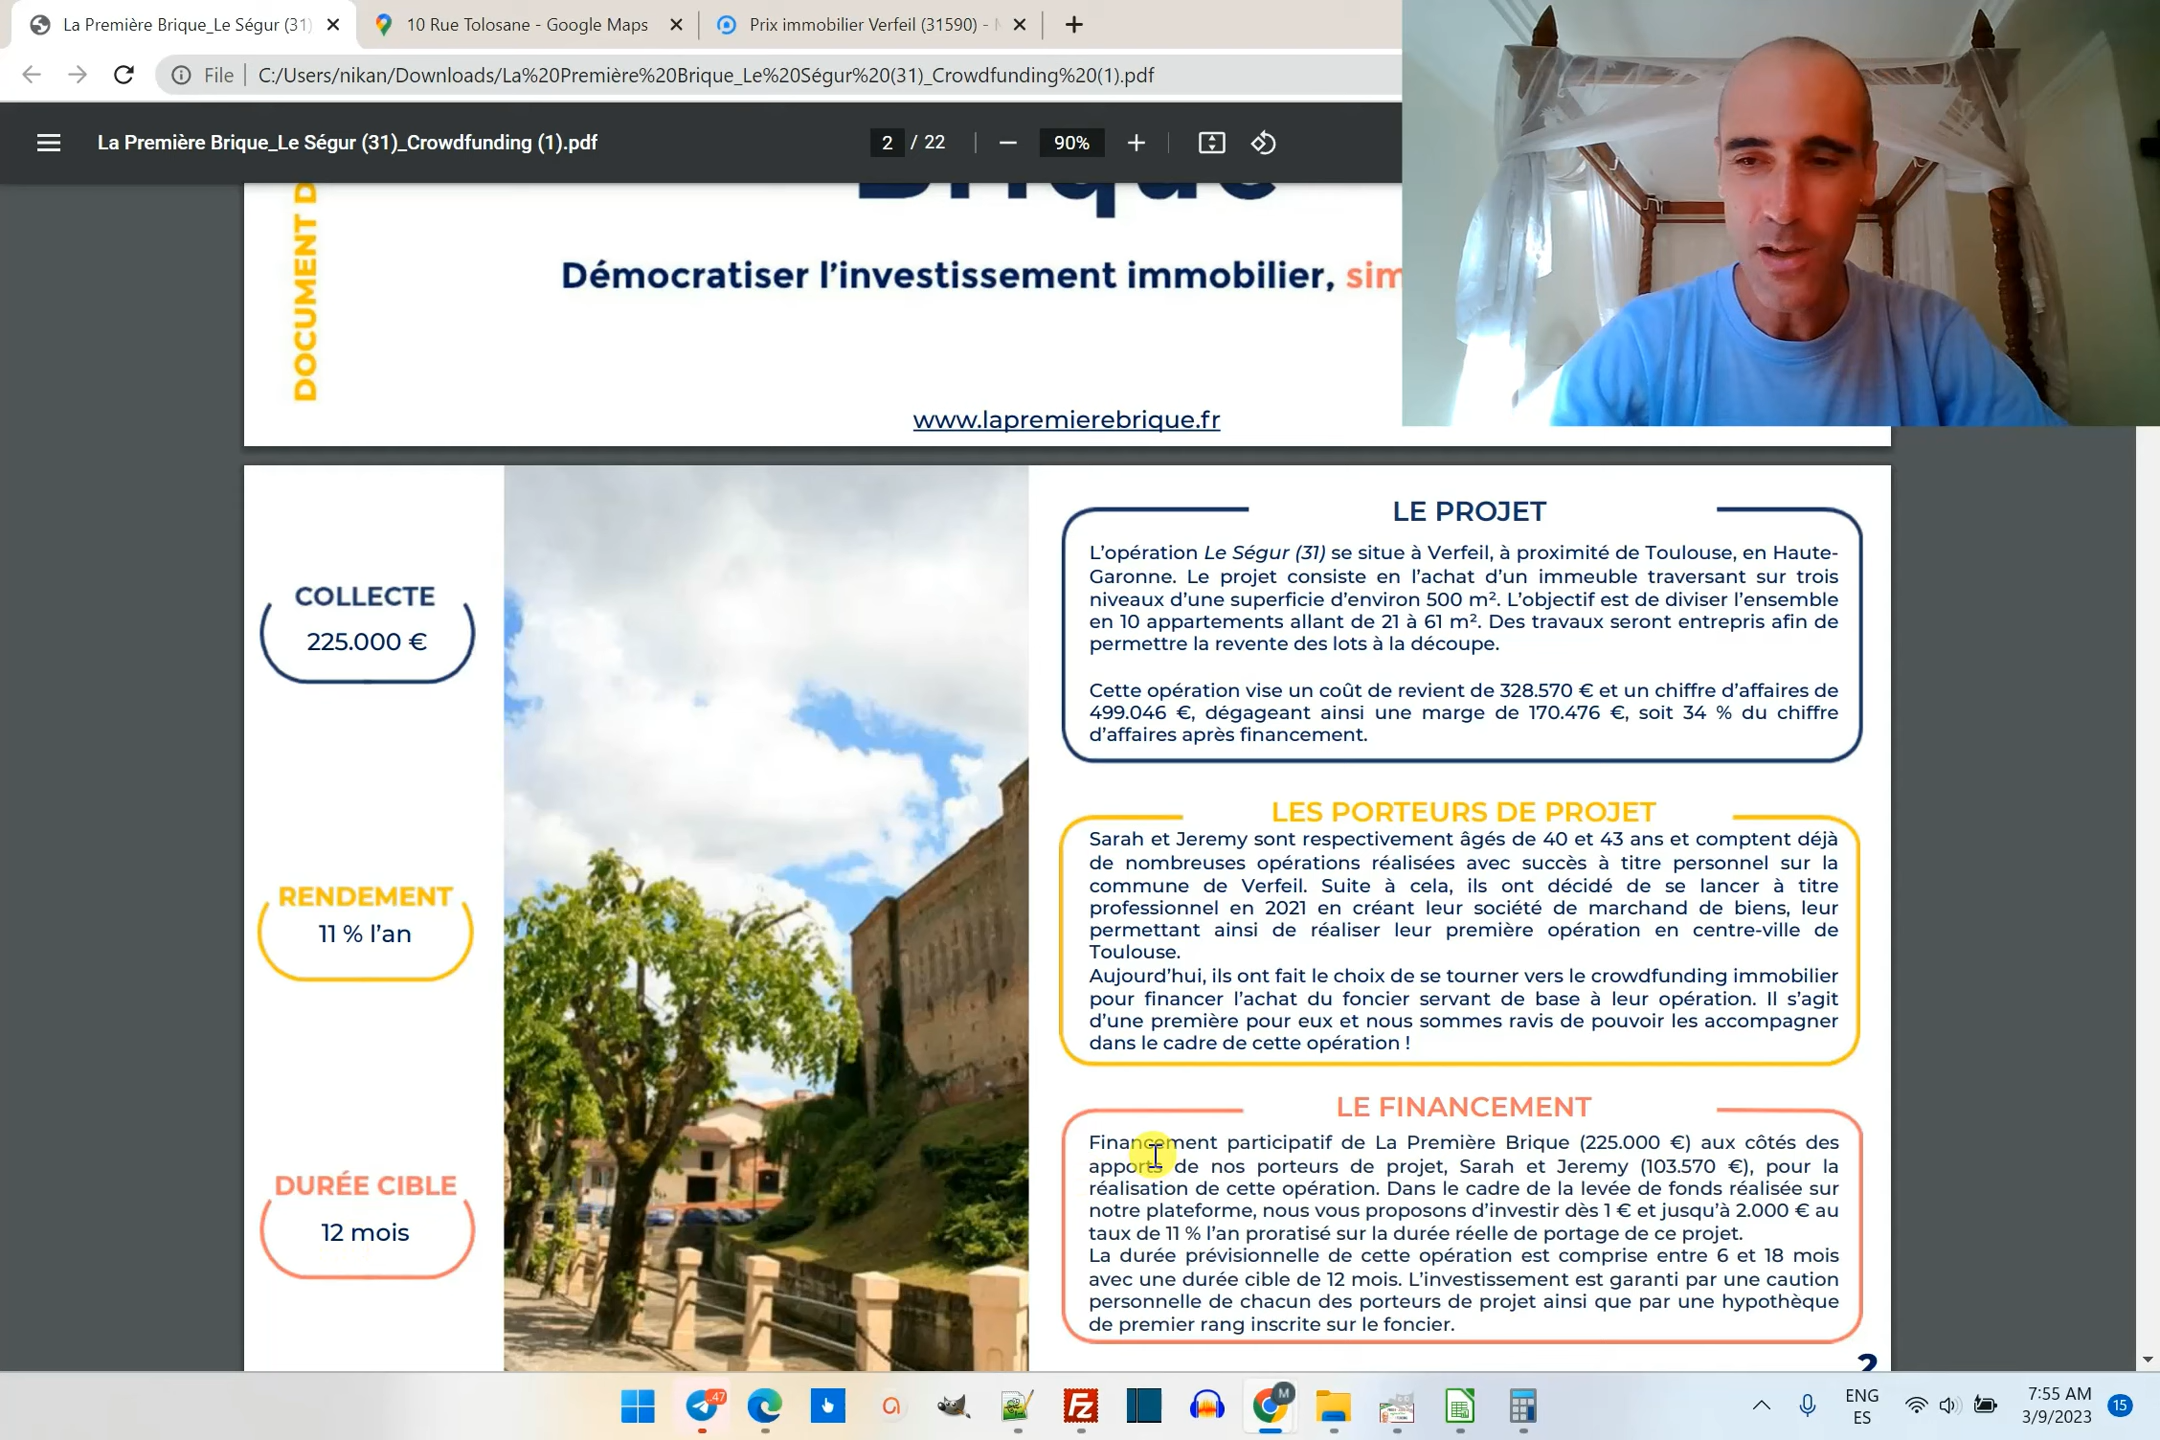 La Première Brique_Le Ségur (31)
10 Rue Tolosane - Google Maps
Prix immobilier Verfeil (31590) -
File
C:/Users/nikan/Downloads/La%20Première%20Brique_Le%20Ségur%20(31)_Crowdfunding%20(1).pdf
La Première Brique_Le Ségur (31)_Crowdfunding (1).pdf
2 / 22
90%
DOCUMENT
Brique
Démocratiser l'investissement immobilier, sim
www.lapremierebrique.fr
COLLECTE
225.000 €
RENDEMENT
11 % l'an
DURÉE CIBLE
12 mois
LE PROJET
L'opération Le Ségur (31) se situe à Verfeil, à proximité de Toulouse, en Haute-
Garonne. Le projet consiste en l'achat d'un immeuble traversant sur trois
niveaux d'une superficie d'environ 500 m². L'objectif est de diviser l'ensemble
en 10 appartements allant de 21 à 61 m². Des travaux seront entrepris afin de
permettre la revente des lots à la découpe.
Cette opération vise un coût de revient de 328.570 € et un chiffre d'affaires de
499.046 €, dégageant ainsi une marge de 170.476 €, soit 34 % du chiffre
d'affaires après financement.
LES PORTEURS DE PROJET
Sarah et Jeremy sont respectivement âgés de 40 et 43 ans et comptent déjà
de nombreuses opérations réalisées avec succès à titre personnel sur la
commune de Verfeil. Suite à cela, ils ont décidé de se lancer à titre
professionnel en 2021 en créant leur société de marchand de biens, leur
permettant ainsi de réaliser leur première opération en centre-ville de
Toulouse.
Aujourd'hui, ils ont fait le choix de se tourner vers le crowdfunding immobilier
pour financer l'achat du foncier servant de base à leur opération. Il s'agit
d'une première pour eux et nous sommes ravis de pouvoir les accompagner
dans le cadre de cette opération !
LE FINANCEMENT
Financement participatif de La Première Brique (225.000 €) aux côtés des
apports de nos porteurs de projet, Sarah et Jeremy (103.570 €), pour la
réalisation de cette opération. Dans le cadre de la levée de fonds réalisée sur
notre plateforme, nous vous proposons d'investir dès 1 € et jusqu'à 2.000 € au
taux de 11 % l'an proratisé sur la durée réelle de portage de ce projet.
La durée prévisionnelle de cette opération est comprise entre 6 et 18 mois
avec une durée cible de 12 mois. L'investissement est garanti par une caution
personnelle de chacun des porteurs de projet ainsi que par une hypothèque
de premier rang inscrite sur le foncier.
2
47
Fz
M
ENG
ES
7:55 AM
3/9/2023
15